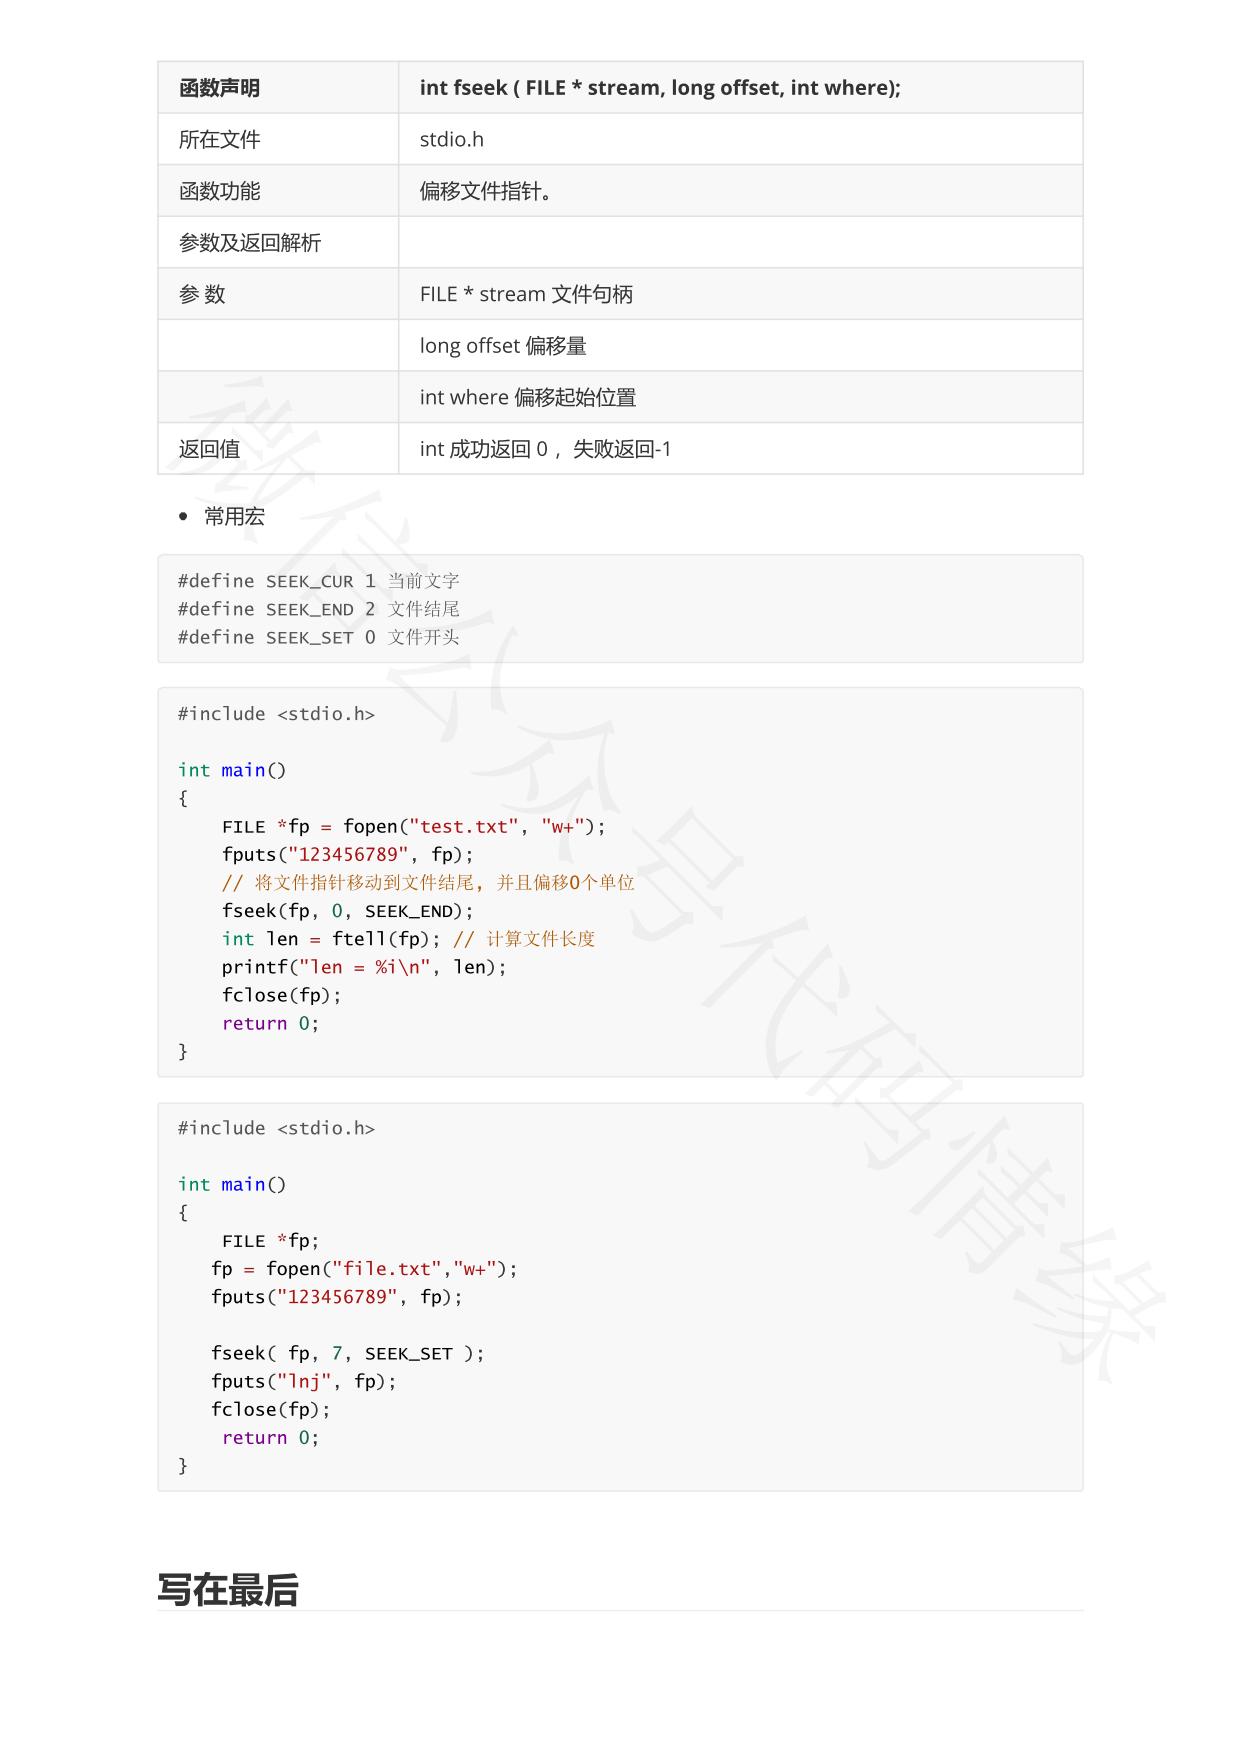 函数声明 int fseek ( FILE * stream, long offset, int where);
所在文件 stdio.h
函数功能 偏移文件指针。
参数及返回解析
参 数 FILE * stream 文件句柄
long offset 偏移量
int where 偏移起始位置
返回值 int 成功返回 0 ，失败返回-1
• 常用宏
#define SEEK_CUR 1 当前文字
#define SEEK_END 2 文件结尾
#define SEEK_SET 0 文件开头
#include <stdio.h>
int main()
{
    FILE *fp = fopen("test.txt", "w+");
    fputs("123456789", fp);
    // 将文件指针移动到文件结尾, 并且偏移0个单位
    fseek(fp, 0, SEEK_END);
    int len = ftell(fp); // 计算文件长度
    printf("len = %i\n", len);
    fclose(fp);
    return 0;
}
#include <stdio.h>
int main()
{
    FILE *fp;
   fp = fopen("file.txt","w+");
   fputs("123456789", fp);
   fseek( fp, 7, SEEK_SET );
   fputs("lnj", fp);
   fclose(fp);
    return 0;
}
写在最后
微信公众号代码情缘